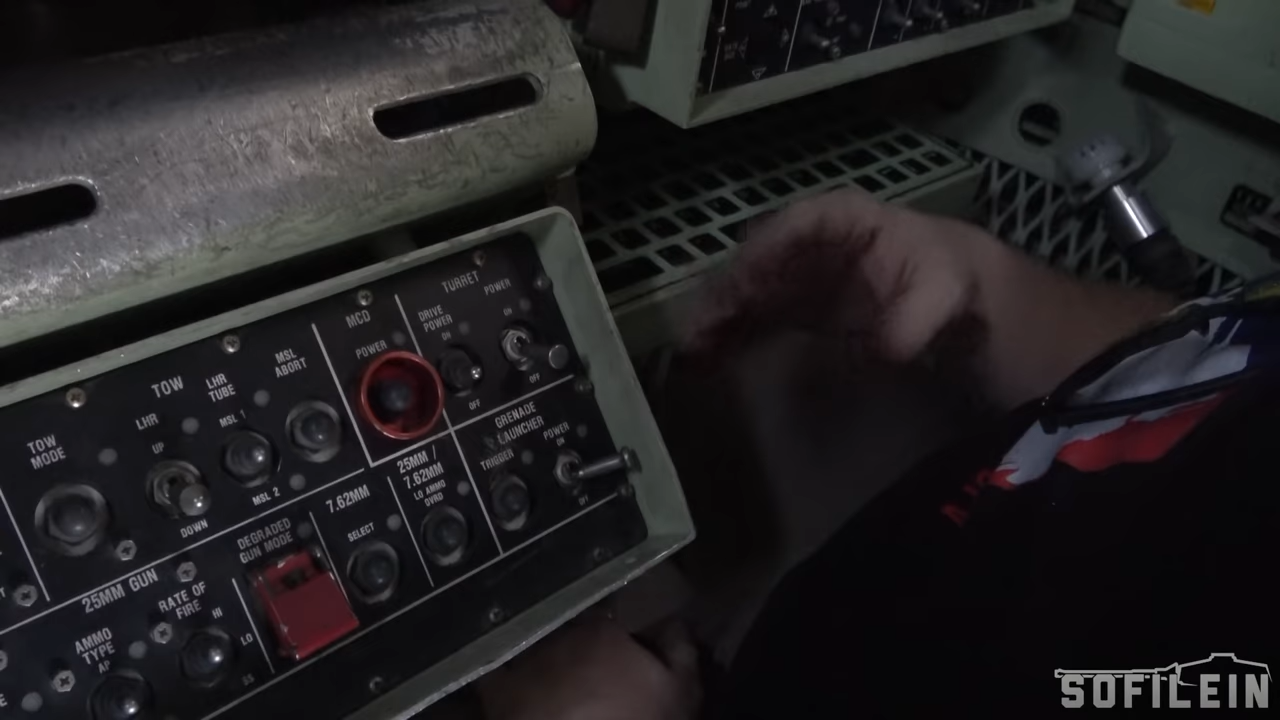 TURRET
POWER
ON
OFF
DRIVE
POWER
ON
OFF
MCD
POWER
MSL
ABORT
TOW
LHR
TUBE
MSL 1
MSL 2
LHR
UP
DOWN
TOW
MODE
GRENADE
LAUNCHER
TRIGGER
POWER
ON
OFF
25MM /
7.62MM
LO AMMO
OVRD
7.62MM
SELECT
DEGRADED
GUN MODE
25MM GUN
RATE OF
FIRE
HI
LO
SS
AMMO
TYPE
AP
SOFILEIN